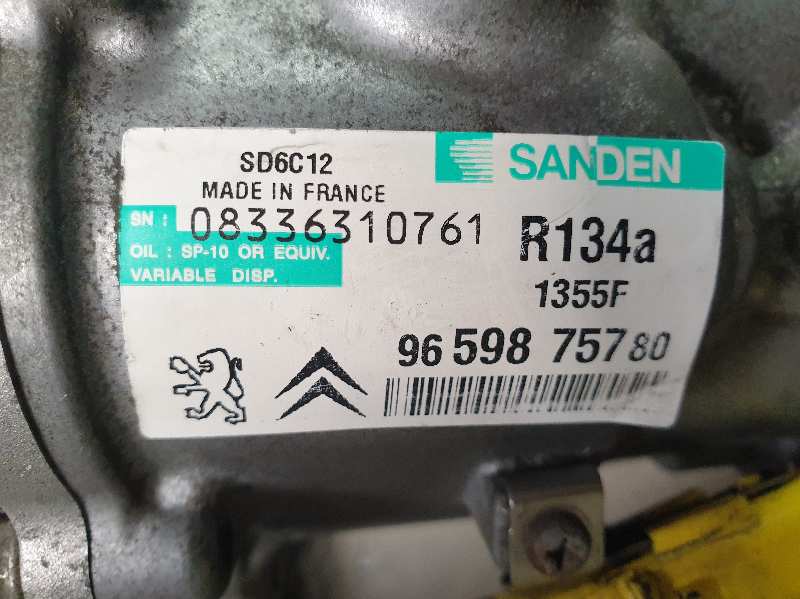 SD6C12
SANDEN
MADE IN FRANCE
SN : 08336310761
R134a
OIL : SP-10 OR EQUIV.
VARIABLE DISP.
1355F
96 598 757 80